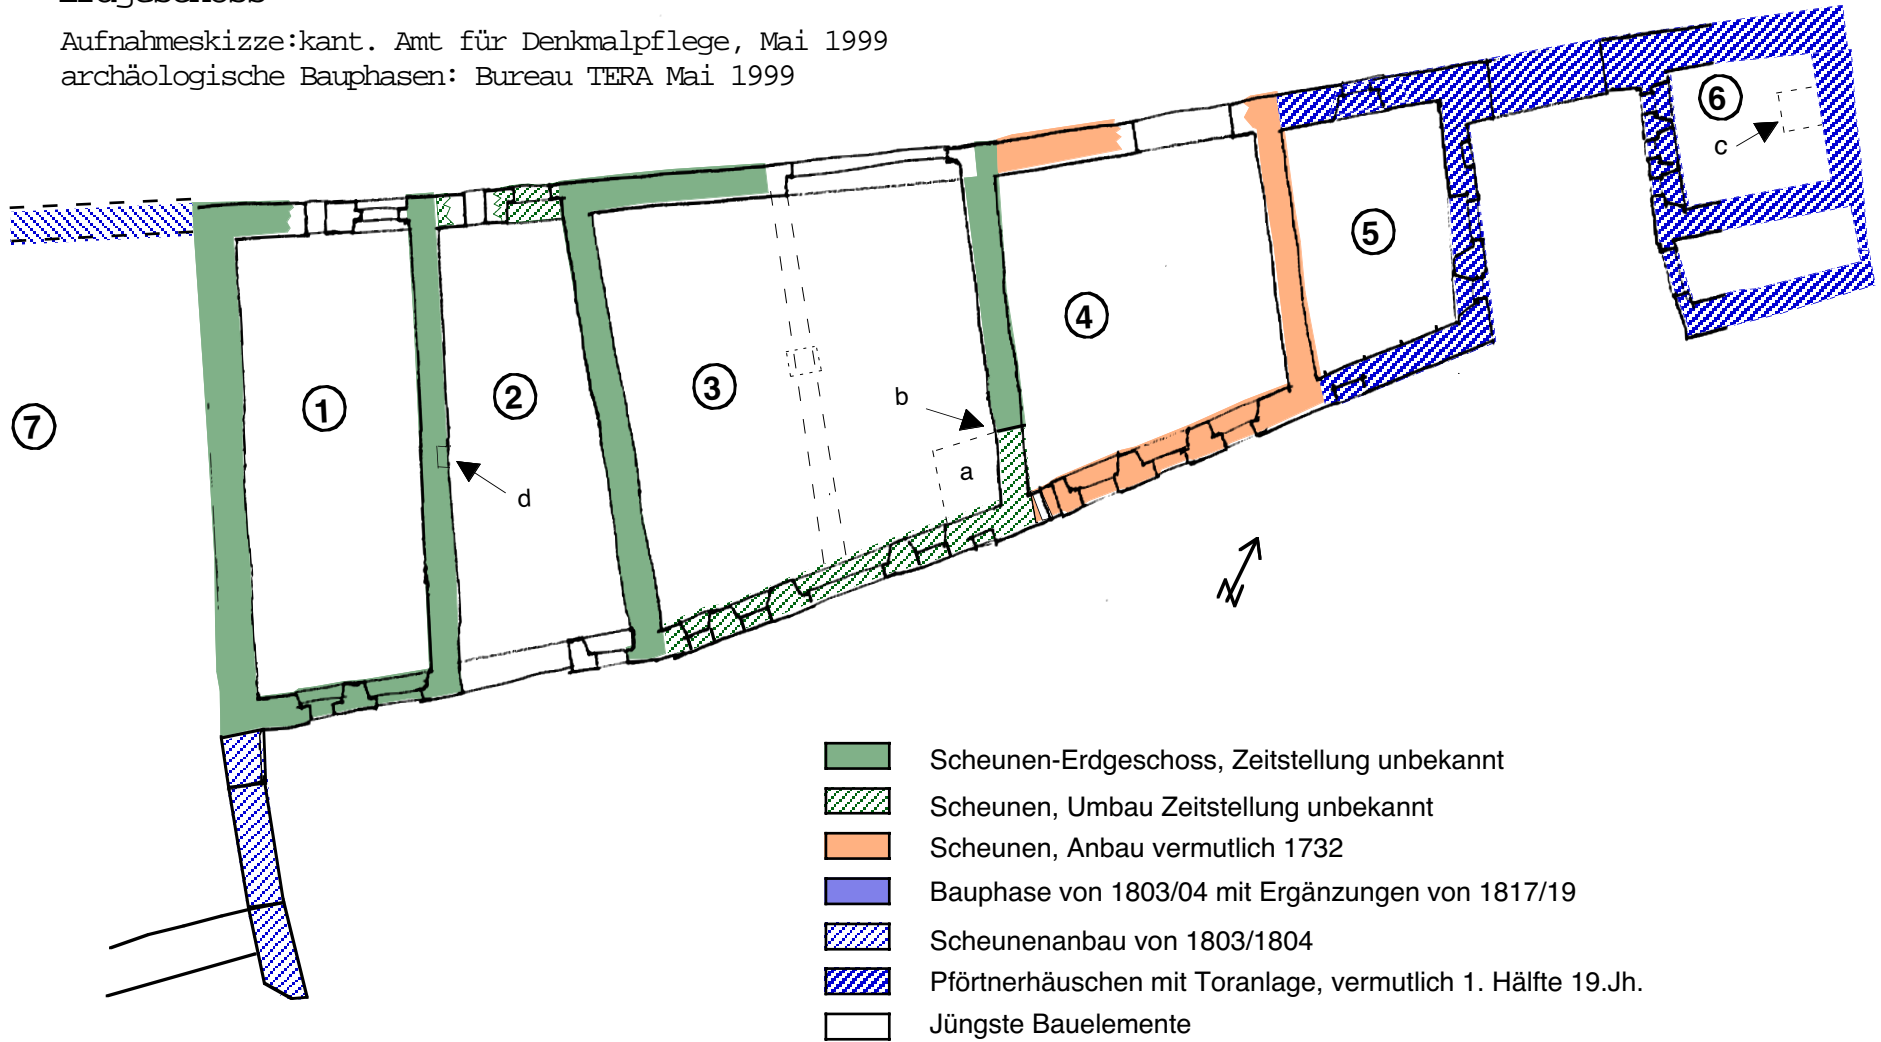 Erdgeschoss
Aufnahmeskizze:kant. Amt für Denkmalpflege, Mai 1999
archäologische Bauphasen: Bureau TERA Mai 1999
6
c
5
4
3
2
1
7
b
a
d
N
Scheunen-Erdgeschoss, Zeitstellung unbekannt
Scheunen, Umbau Zeitstellung unbekannt
Scheunen, Anbau vermutlich 1732
Bauphase von 1803/04 mit Ergänzungen von 1817/19
Scheunenanbau von 1803/1804
Pförtnerhäuschen mit Toranlage, vermutlich 1. Hälfte 19.Jh.
Jüngste Bauelemente